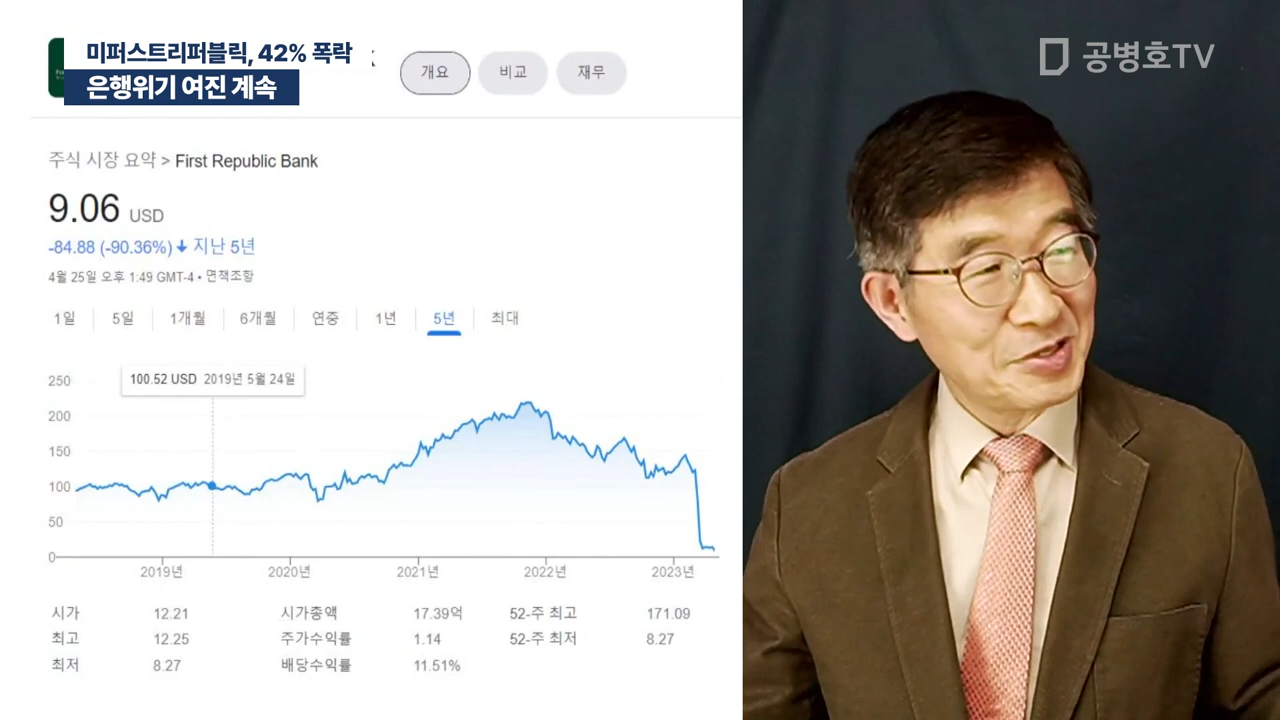 미퍼스트리퍼블릭, 42% 폭락
은행위기 여진 계속
개요 비교 재무
공병호TV
주식 시장 요약 > First Republic Bank
9.06 USD
-84.88 (-90.36%) ↓ 지난 5년
4월 25일 오후 1:49 GMT-4 • 면책조항
1일 5일 1개월 6개월 연중 1년 5년 최대
100.52 USD 2019년 5월 24일
250
200
150
100
50
0
2019년 2020년 2021년 2022년 2023년
시가 12.21 시가총액 17.39억 52-주 최고 171.09
최고 12.25 주가수익률 1.14 52-주 최저 8.27
최저 8.27 배당수익률 11.51%